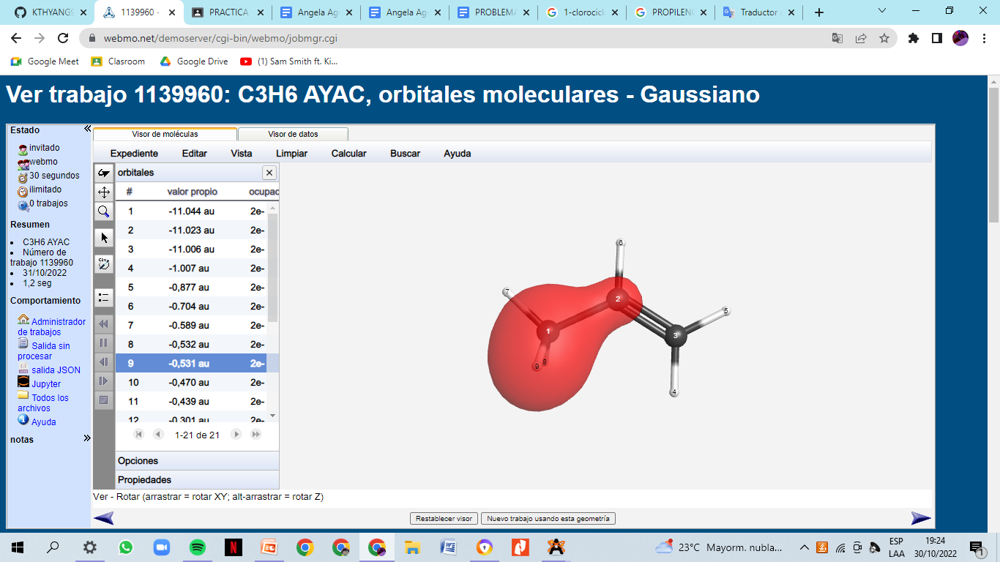 KTHYANG
1139960 -
PRACTICA
Angela Ag
Angela Ag
PROBLEMA
1-clorocicl
PROPILENO
Traductor
webmo.net/demoserver/cgi-bin/webmo/jobmgr.cgi
Google Meet
Clasroom
Google Drive
(1) Sam Smith ft. Ki...
Ver trabajo 1139960: C3H6 AYAC, orbitales moleculares - Gaussiano
Estado
invitado
webmo
30 segundos
ilimitado
0 trabajos
Resumen
C3H6 AYAC
Número de
trabajo 1139960
31/10/2022
1,2 seg
Comportamiento
Administrador
de trabajos
Salida sin
procesar
salida JSON
Jupyter
Todos los
archivos
Ayuda
notas
Visor de moléculas
Visor de datos
Expediente Editar Vista Limpiar Calcular Buscar Ayuda
orbitales
# valor propio ocupac
1 -11.044 au 2e-
2 -11.023 au 2e-
3 -11.006 au 2e-
4 -1.007 au 2e-
5 -0,877 au 2e-
6 -0.704 au 2e-
7 -0.589 au 2e-
8 -0,532 au 2e-
9 -0,531 au 2e-
10 -0,470 au 2e-
11 -0,439 au 2e-
12 -0.301 au 2e-
1-21 de 21
Opciones
Propiedades
6
7
2
5
1
3
8
9
4
Ver - Rotar (arrastrar = rotar XY; alt-arrastrar = rotar Z)
Restablecer visor
Nuevo trabajo usando esta geometría
23°C Mayorm. nubla...
ESP
LAA
19:24
30/10/2022
1